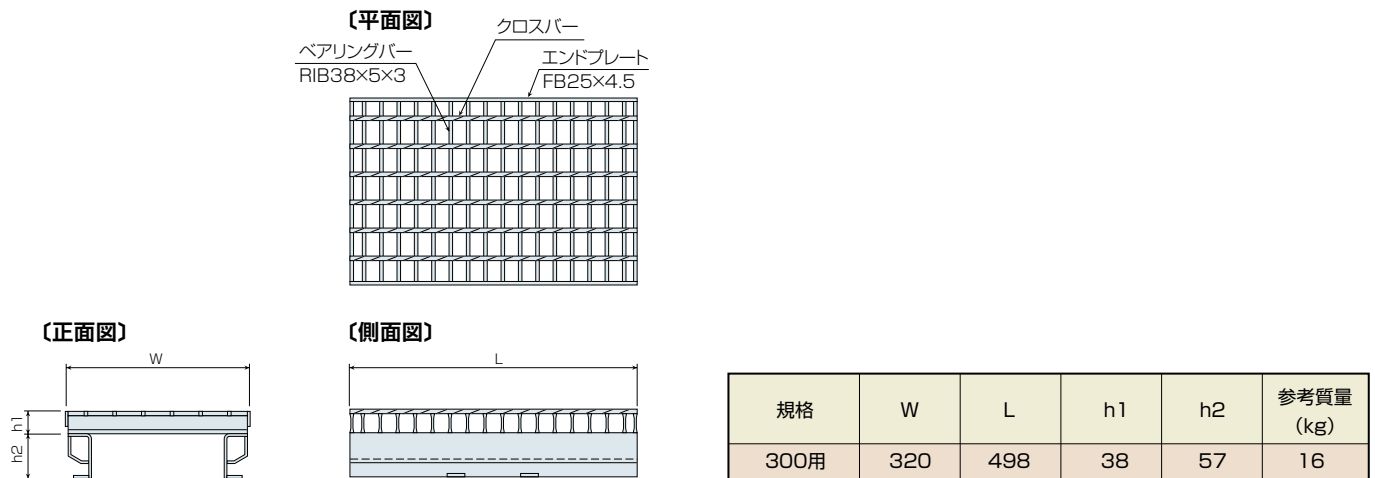 〔平面図〕
クロスバー
ベアリングバー
RIB38×5×3
エンドプレート
FB25×4.5
〔正面図〕
W
h1
h2
〔側面図〕
L
規格 W L h1 h2 参考質量
(kg)
300用 320 498 38 57 16